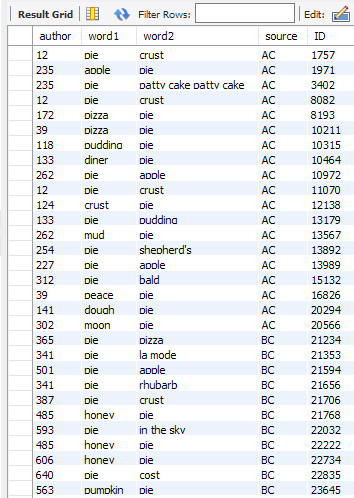 Result Grid Filter Rows: Edit:
author word1 word2 source ID
12 pie crust AC 1757
235 apple pie AC 1971
235 pie patty cake patty cake AC 3402
12 pie crust AC 8082
172 pizza pie AC 8193
39 pizza pie AC 10211
118 pudding pie AC 10315
133 diner pie AC 10464
262 pie apple AC 10972
12 pie crust AC 11070
124 crust pie AC 12138
133 pie pudding AC 13179
262 mud pie AC 13567
254 pie shepherd's AC 13892
227 pie apple AC 13989
312 pie bald AC 15132
39 peace pie AC 16826
141 dough pie AC 20294
302 moon pie AC 20566
365 pie pizza BC 21234
341 pie la mode BC 21353
501 pie apple BC 21594
341 pie rhubarb BC 21656
387 pie crust BC 21706
485 honey pie BC 21768
593 pie in the sky BC 22032
485 honey pie BC 22222
606 honey pie BC 22734
640 pie cost BC 22835
563 pumpkin pie BC 23645